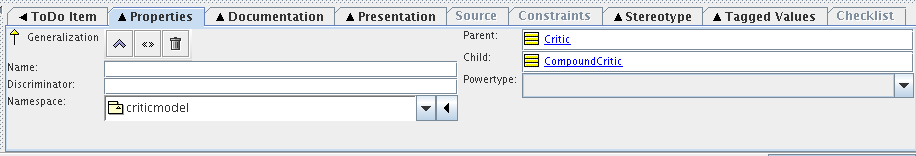 ToDo Item Properties Documentation Presentation Source Constraints Stereotype Tagged Values Checklist
Generalization
Name:
Discriminator:
Namespace: criticmodel
Parent: Critic
Child: CompoundCritic
Powertype: